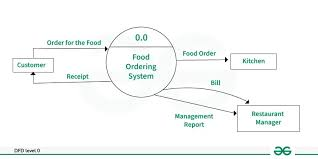 Order for the Food
0.0
Food
Ordering
System
Food Order
Customer
Kitchen
Receipt
Bill
Management
Report
Restaurant
Manager
DFD level 0